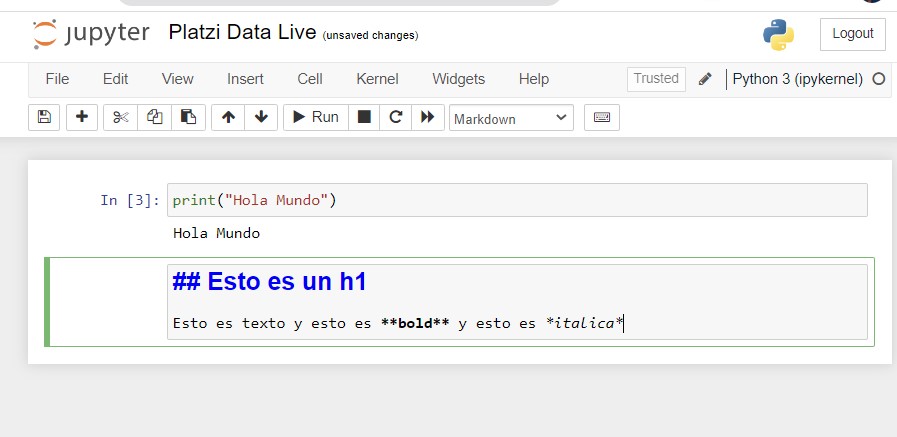 jupyter Platzi Data Live (unsaved changes) Logout
File Edit View Insert Cell Kernel Widgets Help Trusted Python 3 (ipykernel)
Run Markdown
In [3]: print("Hola Mundo")
Hola Mundo
## Esto es un h1
Esto es texto y esto es **bold** y esto es *italica*